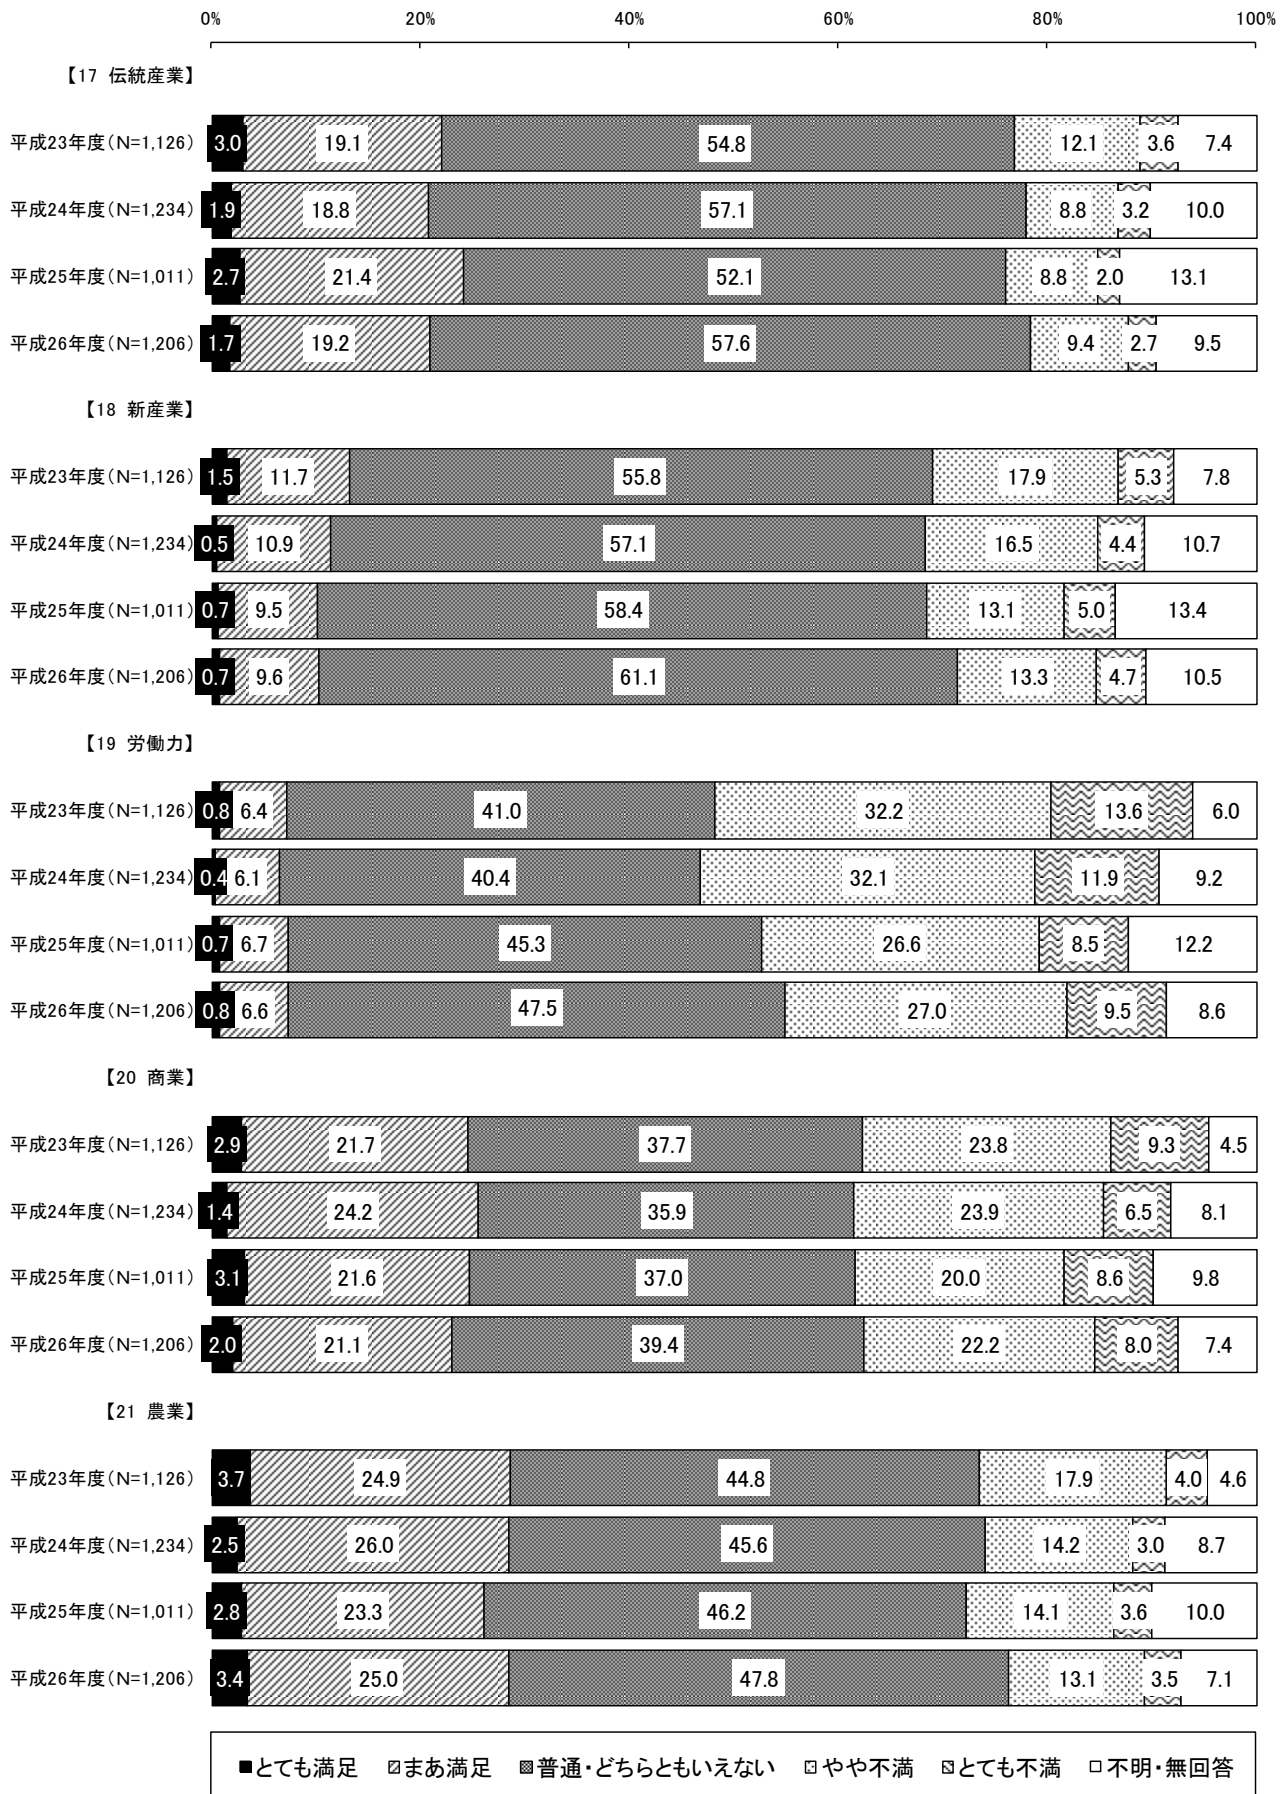 0% 20% 40% 60% 80% 100%
【17 伝統産業】
平成23年度(N=1,126) 3.0 19.1 54.8 12.1 3.6 7.4
平成24年度(N=1,234) 1.9 18.8 57.1 8.8 3.2 10.0
平成25年度(N=1,011) 2.7 21.4 52.1 8.8 2.0 13.1
平成26年度(N=1,206) 1.7 19.2 57.6 9.4 2.7 9.5
【18 新産業】
平成23年度(N=1,126) 1.5 11.7 55.8 17.9 5.3 7.8
平成24年度(N=1,234) 0.5 10.9 57.1 16.5 4.4 10.7
平成25年度(N=1,011) 0.7 9.5 58.4 13.1 5.0 13.4
平成26年度(N=1,206) 0.7 9.6 61.1 13.3 4.7 10.5
【19 労働力】
平成23年度(N=1,126) 0.8 6.4 41.0 32.2 13.6 6.0
平成24年度(N=1,234) 0.4 6.1 40.4 32.1 11.9 9.2
平成25年度(N=1,011) 0.7 6.7 45.3 26.6 8.5 12.2
平成26年度(N=1,206) 0.8 6.6 47.5 27.0 9.5 8.6
【20 商業】
平成23年度(N=1,126) 2.9 21.7 37.7 23.8 9.3 4.5
平成24年度(N=1,234) 1.4 24.2 35.9 23.9 6.5 8.1
平成25年度(N=1,011) 3.1 21.6 37.0 20.0 8.6 9.8
平成26年度(N=1,206) 2.0 21.1 39.4 22.2 8.0 7.4
【21 農業】
平成23年度(N=1,126) 3.7 24.9 44.8 17.9 4.0 4.6
平成24年度(N=1,234) 2.5 26.0 45.6 14.2 3.0 8.7
平成25年度(N=1,011) 2.8 23.3 46.2 14.1 3.6 10.0
平成26年度(N=1,206) 3.4 25.0 47.8 13.1 3.5 7.1
とても満足 まあ満足 普通・どちらともいえない やや不満 とても不満 不明・無回答